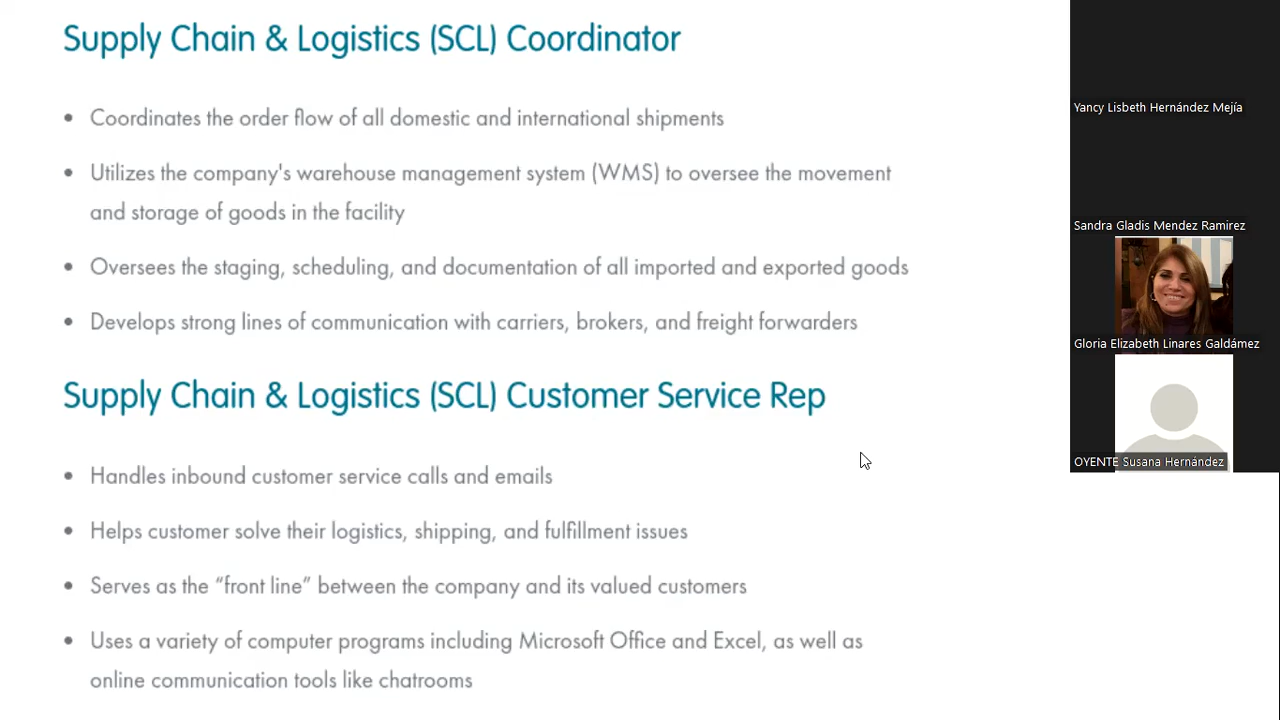 Supply Chain & Logistics (SCL) Coordinator
• Coordinates the order flow of all domestic and international shipments
• Utilizes the company's warehouse management system (WMS) to oversee the movement
and storage of goods in the facility
• Oversees the staging, scheduling, and documentation of all imported and exported goods
• Develops strong lines of communication with carriers, brokers, and freight forwarders
Supply Chain & Logistics (SCL) Customer Service Rep
• Handles inbound customer service calls and emails
• Helps customer solve their logistics, shipping, and fulfillment issues
• Serves as the “front line” between the company and its valued customers
• Uses a variety of computer programs including Microsoft Office and Excel, as well as
online communication tools like chatrooms
Yancy Lisbeth Hernández Mejía
Sandra Gladis Mendez Ramirez
Gloria Elizabeth Linares Galdámez
OYENTE Susana Hernández